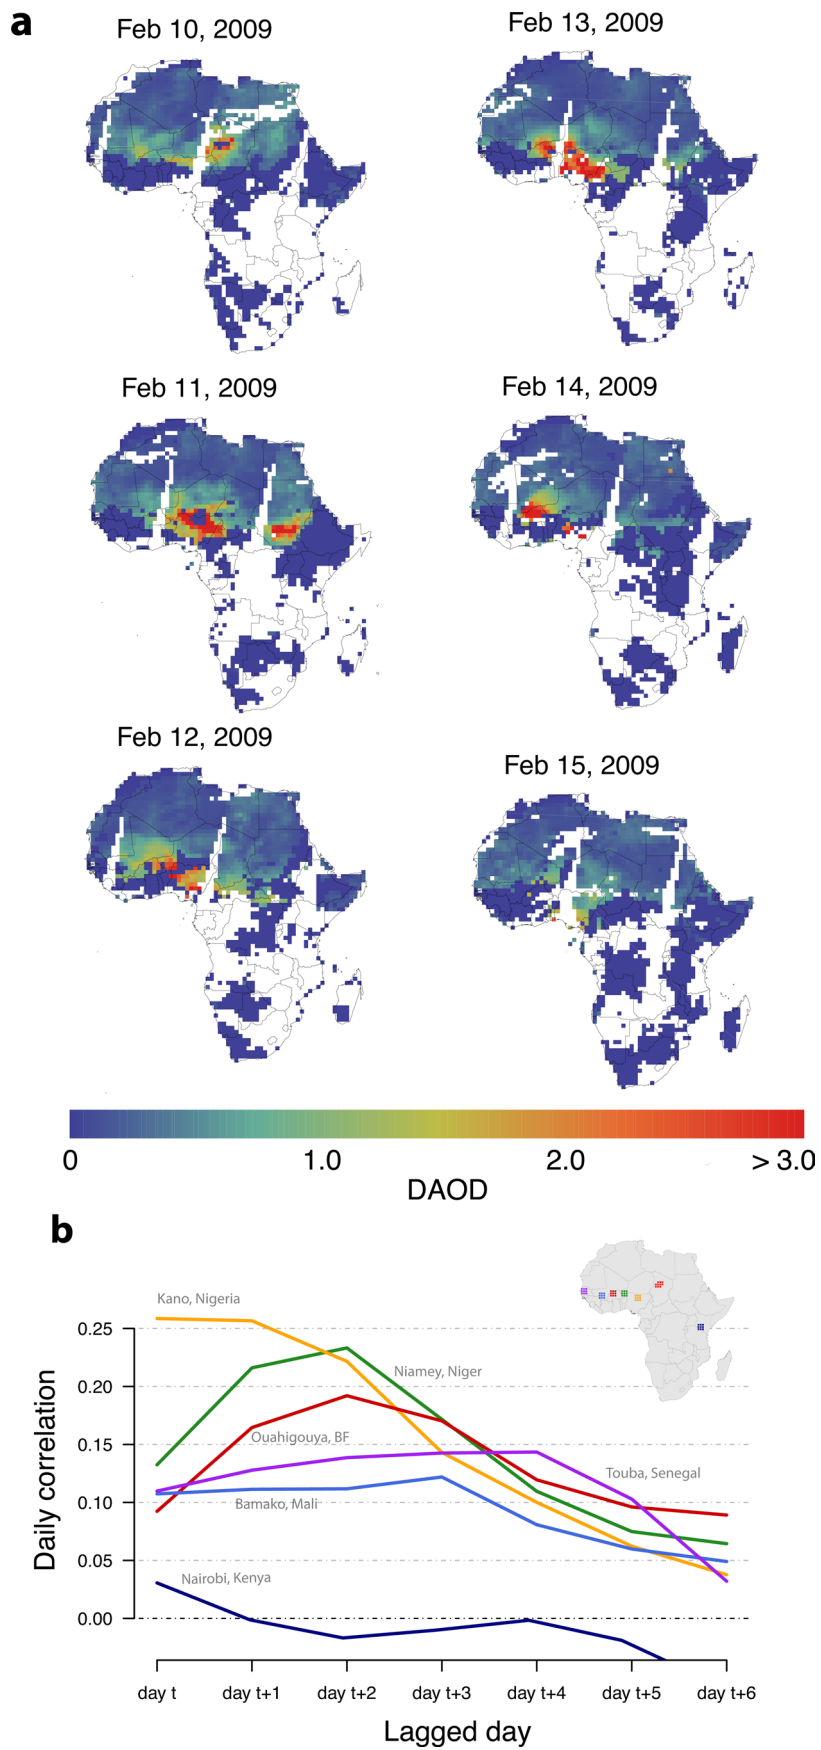 a
Feb 10, 2009
Feb 13, 2009
Feb 11, 2009
Feb 14, 2009
Feb 12, 2009
Feb 15, 2009
0 1.0 2.0 > 3.0
DAOD
b
Kano, Nigeria
0.25
Niamey, Niger
0.20
Ouahigouya, BF
0.15
Touba, Senegal
Bamako, Mali
0.10
0.05
Nairobi, Kenya
0.00
Daily correlation
day t day t+1 day t+2 day t+3 day t+4 day t+5 day t+6
Lagged day